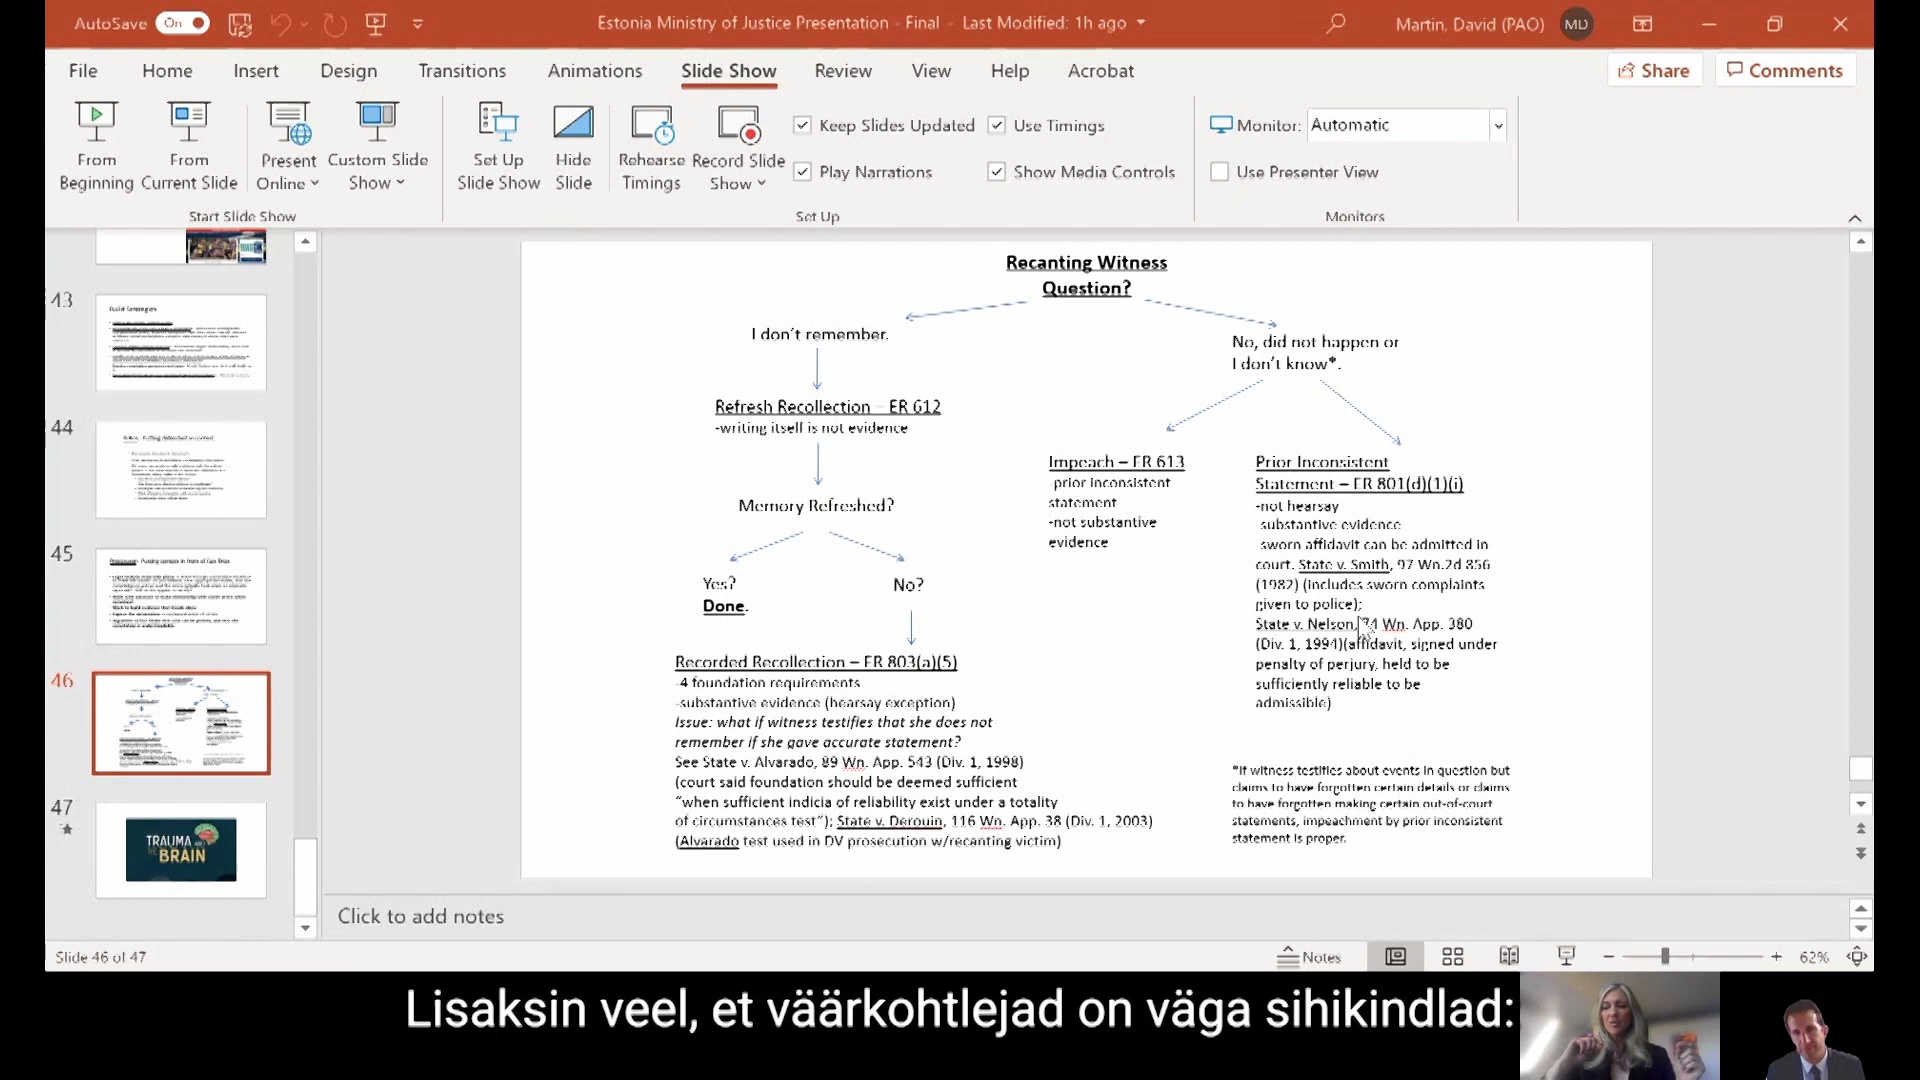 AutoSave On
Estonia Ministry of Justice Presentation - Final - Last Modified: 1h ago
Martin, David (PAO) MD
File Home Insert Design Transitions Animations Slide Show Review View Help Acrobat
Share Comments
From Beginning
From Current Slide
Present Online
Custom Slide Show
Set Up Slide Show
Hide Slide
Rehearse Timings
Record Slide Show
Keep Slides Updated
Use Timings
Play Narrations
Show Media Controls
Monitor: Automatic
Use Presenter View
Start Slide Show
Set Up
Monitors
43
Build Strategies
44
45
46
47
TRAUMA AND
THE BRAIN
Recanting Witness
Question?
I don't remember.
No, did not happen or
I don't know*.
Refresh Recollection – ER 612
-writing itself is not evidence
Memory Refreshed?
Yes?
Done.
No?
Recorded Recollection – ER 803(a)(5)
-4 foundation requirements
-substantive evidence (hearsay exception)
Issue: what if witness testifies that she does not
remember if she gave accurate statement?
See State v. Alvarado, 89 Wn. App. 543 (Div. 1, 1998)
(court said foundation should be deemed sufficient
"when sufficient indicia of reliability exist under a totality
of circumstances test"); State v. Derouin, 116 Wn. App. 38 (Div. 1, 2003)
(Alvarado test used in DV prosecution w/recanting victim)
Impeach – ER 613
-prior inconsistent
statement
-not substantive
evidence
Prior Inconsistent
Statement – ER 801(d)(1)(i)
-not hearsay
-substantive evidence
-sworn affidavit can be admitted in
court. State v. Smith, 97 Wn.2d 856
(1982) (includes sworn complaints
given to police);
State v. Nelson, 74 Wn. App. 380
(Div. 1, 1994)(affidavit, signed under
penalty of perjury, held to be
sufficiently reliable to be
admissible)
*If witness testifies about events in question but
claims to have forgotten certain details or claims
to have forgotten making certain out-of-court
statements, impeachment by prior inconsistent
statement is proper.
Click to add notes
Slide 46 of 47
Notes
62%
Lisaksin veel, et väärkohtlejad on väga sihikindlad: